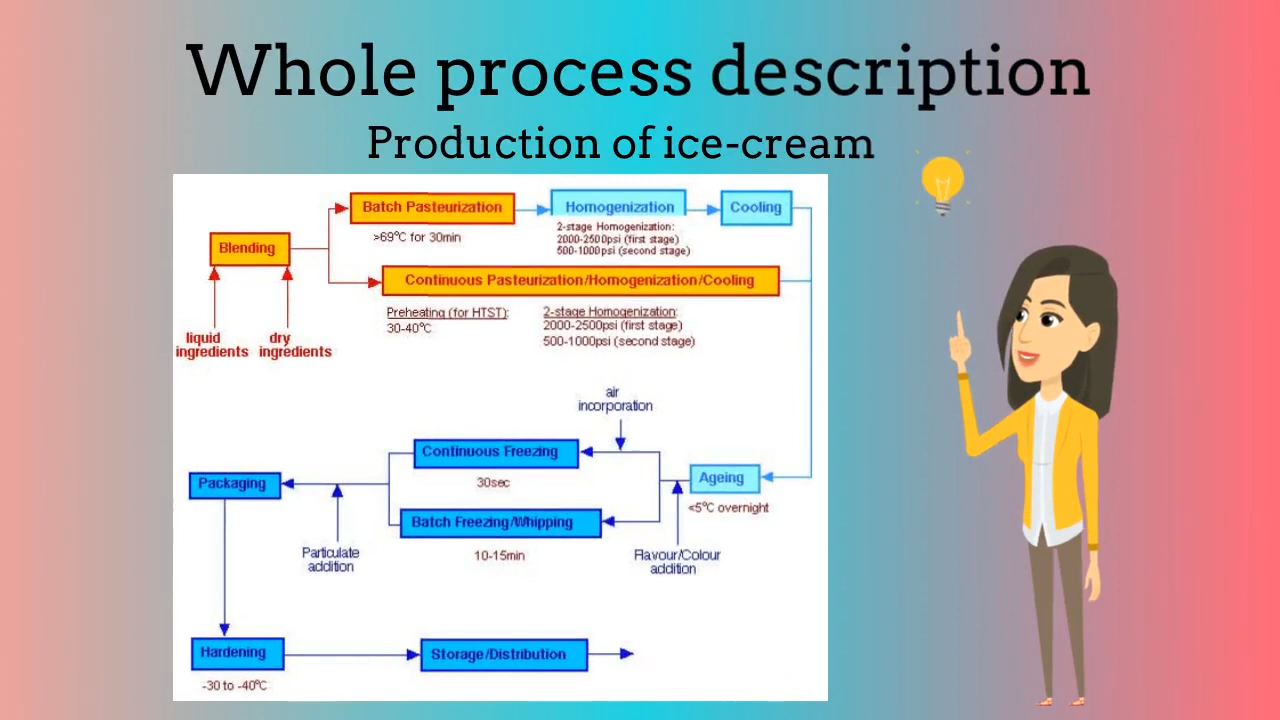 Whole process description
Production of ice-cream
Batch Pasteurization
Homogenization
Cooling
>69°C for 30min
2-stage Homogenization:
2000-2500psi (first stage)
500-1000psi (second stage)
Blending
Continuous Pasteurization/Homogenization/Cooling
Preheating (for HTST):
30-40°C
2-stage Homogenization:
2000-2500psi (first stage)
500-1000psi (second stage)
liquid
ingredients
dry
ingredients
air
incorporation
Continuous Freezing
30sec
Ageing
<5°C overnight
Packaging
Batch Freezing/Whipping
10-15min
Particulate
addition
Flavour/Colour
addition
Hardening
-30 to -40°C
Storage/Distribution